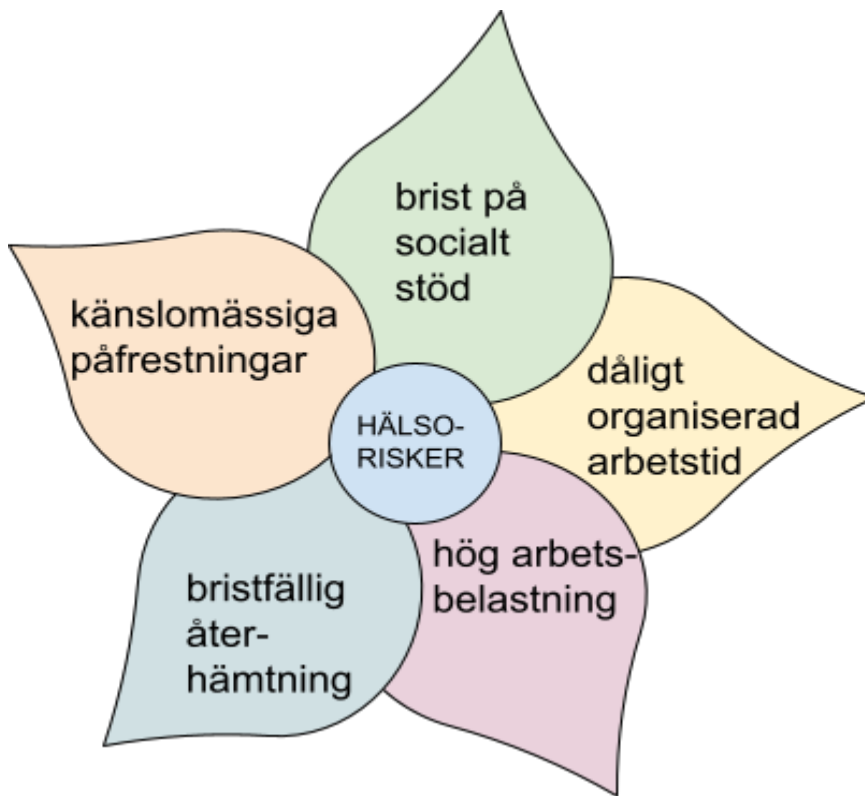 brist på
socialt
stöd
känslomässiga
påfrestningar
dåligt
organiserad
arbetstid
HÄLSO-
RISKER
hög arbets-
belastning
bristfällig
åter-
hämtning